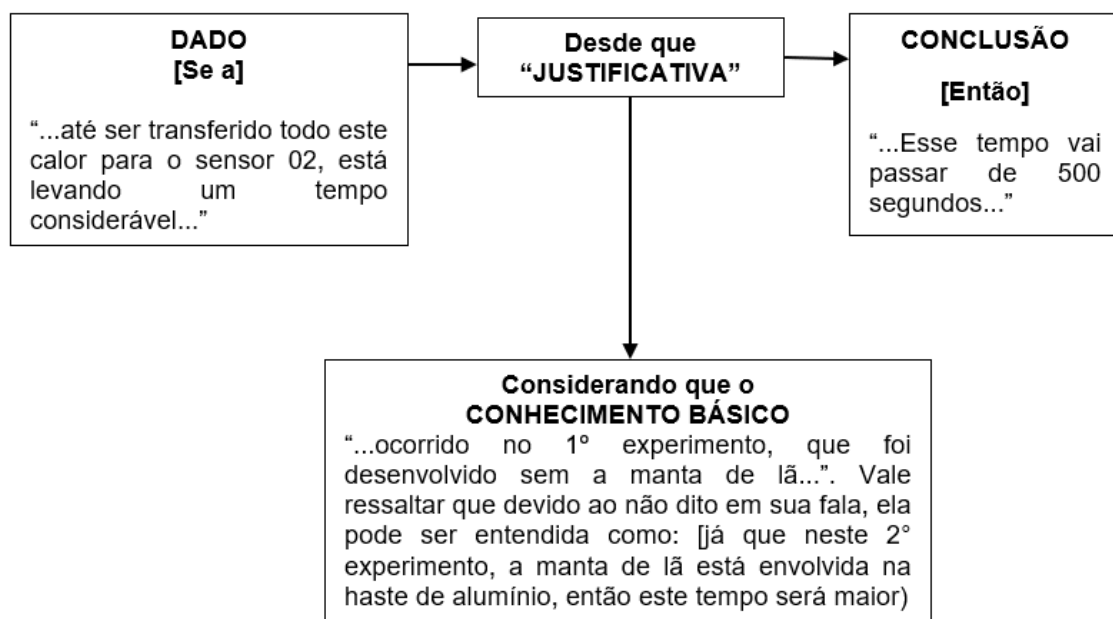 DADO
[Se a]
“...até ser transferido todo este
calor para o sensor 02, está
levando um tempo
considerável...”
Desde que
“JUSTIFICATIVA”
CONCLUSÃO
[Então]
“...Esse tempo vai
passar de 500
segundos...”
Considerando que o
CONHECIMENTO BÁSICO
“...ocorrido no 1º experimento, que foi
desenvolvido sem a manta de lã...”. Vale
ressaltar que devido ao não dito em sua fala, ela
pode ser entendida como: [já que neste 2°
experimento, a manta de lã está envolvida na
haste de alumínio, então este tempo será maior)